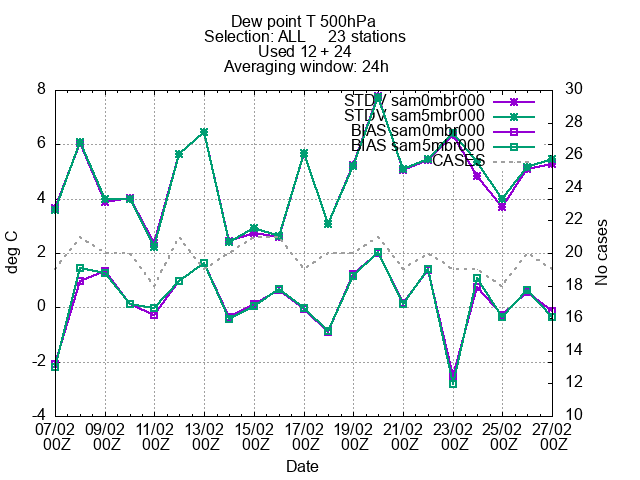 Dew point T 500hPa
Selection: ALL 23 stations
Used 12 + 24
Averaging window: 24h
STDV sam0mbr000
STDV sam5mbr000
BIAS sam0mbr000
BIAS sam5mbr000
CASES
8
6
4
2
0
-2
-4
deg C
30
28
26
24
22
20
18
16
14
12
10
No cases
07/02 09/02 11/02 13/02 15/02 17/02 19/02 21/02 23/02 25/02 27/02
00Z 00Z 00Z 00Z 00Z 00Z 00Z 00Z 00Z 00Z 00Z
Date